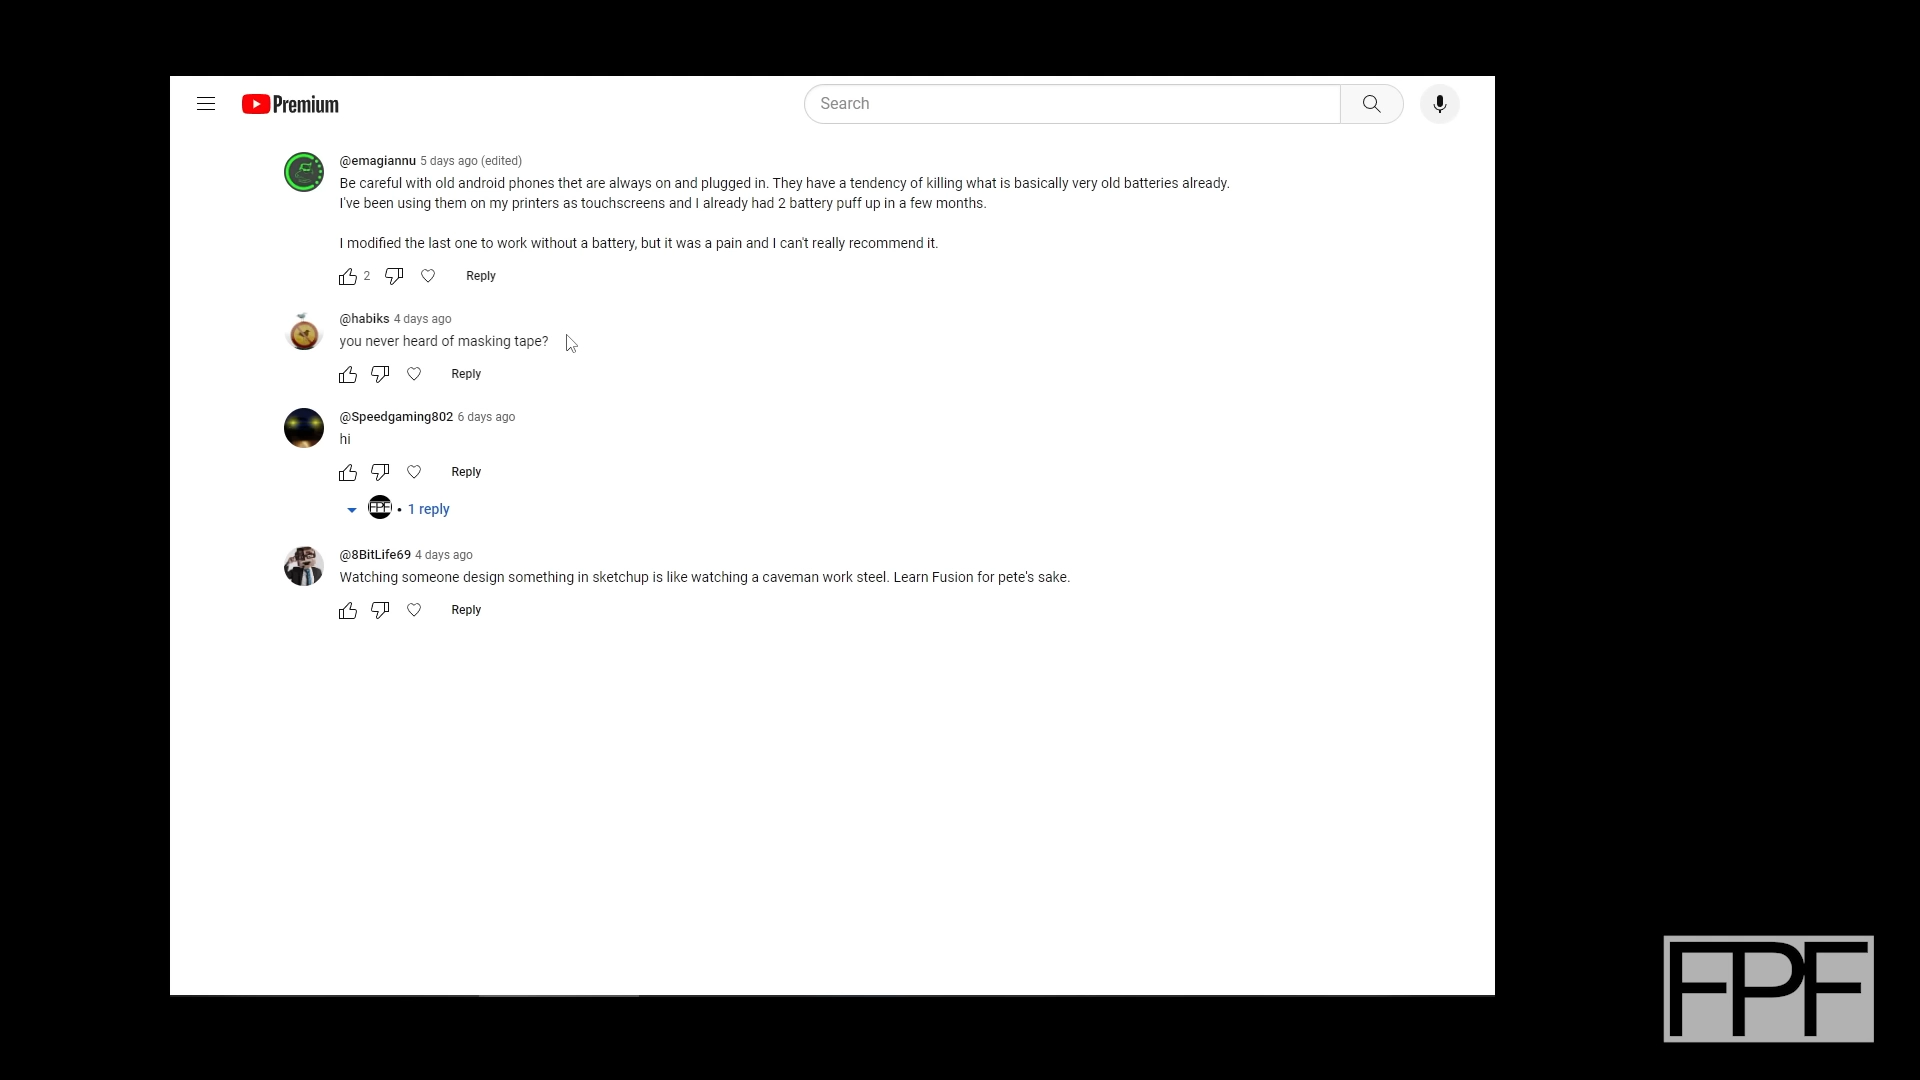 Premium
Search
@emagiannu 5 days ago (edited)
Be careful with old android phones thet are always on and plugged in. They have a tendency of killing what is basically very old batteries already.
I've been using them on my printers as touchscreens and I already had 2 battery puff up in a few months.
I modified the last one to work without a battery, but it was a pain and I can't really recommend it.
2 Reply
@habiks 4 days ago
you never heard of masking tape?
Reply
@Speedgaming802 6 days ago
hi
Reply
FPF • 1 reply
@8BitLife69 4 days ago
Watching someone design something in sketchup is like watching a caveman work steel. Learn Fusion for pete's sake.
Reply
FPF